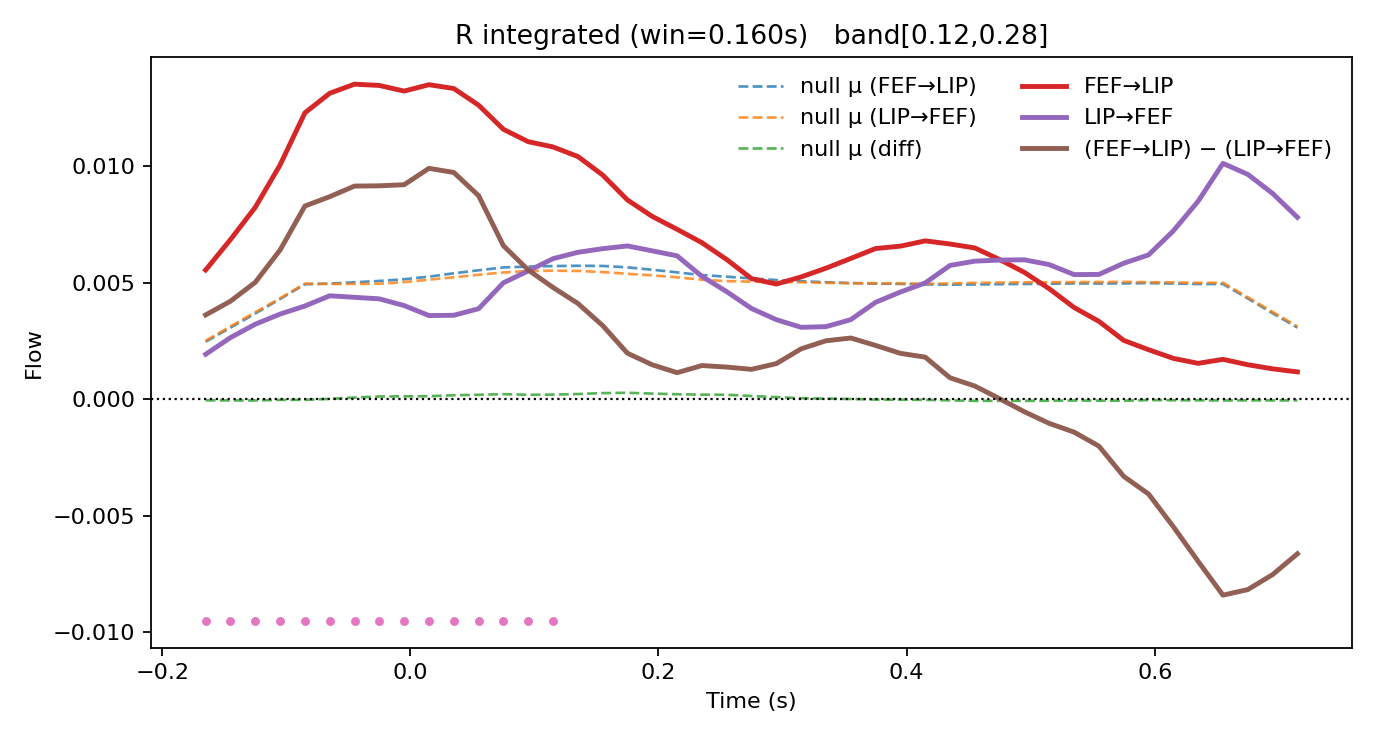 R integrated (win=0.160s)   band[0.12,0.28]
null μ (FEF→LIP)
null μ (LIP→FEF)
null μ (diff)
FEF→LIP
LIP→FEF
(FEF→LIP) − (LIP→FEF)
Flow
0.010
0.005
0.000
−0.005
−0.010
−0.2
0.0
0.2
0.4
0.6
Time (s)